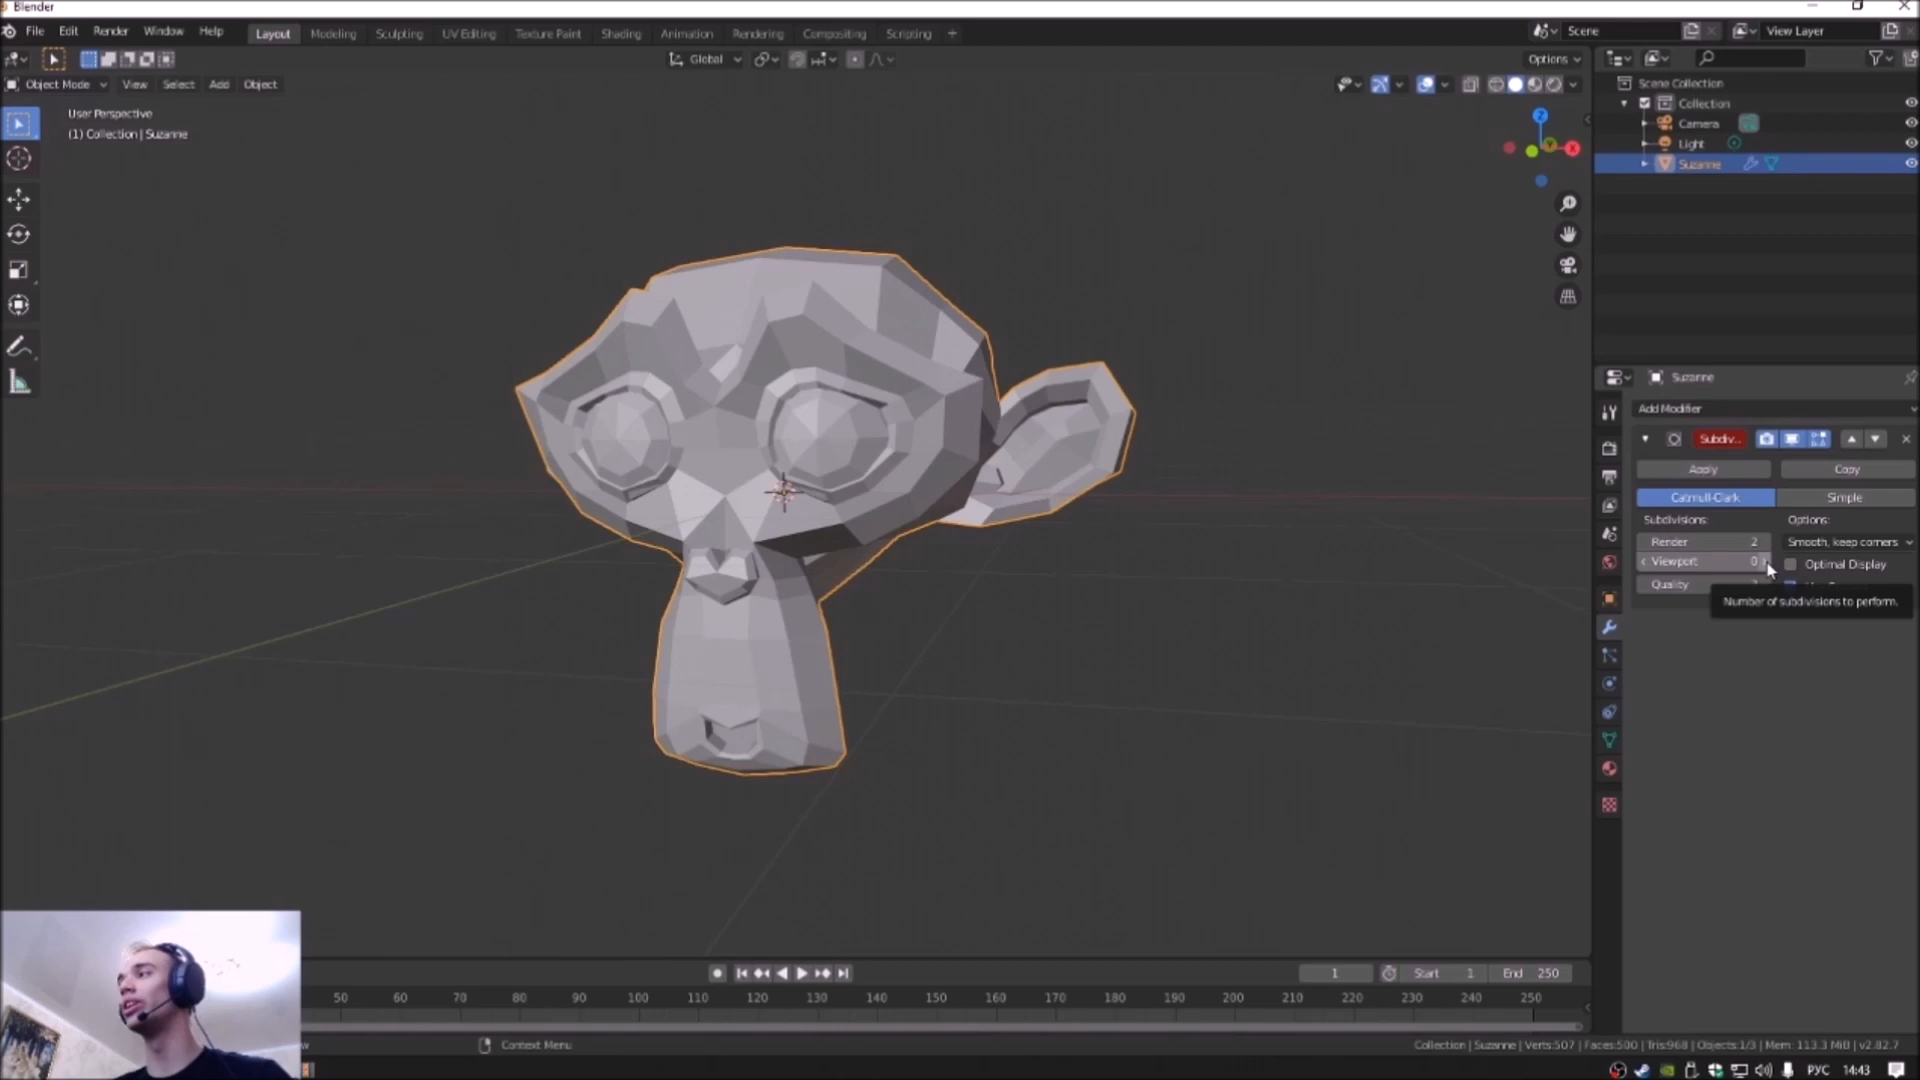 Blender
File Edit Render Window Help
Layout Modeling Sculpting UV Editing Texture Paint Shading Animation Rendering Compositing Scripting +
Scene
View Layer
Global
Options
Object Mode View Select Add Object
User Perspective
(1) Collection | Suzanne
Z
Y
X
Scene Collection
Collection
Camera
Light
Suzanne
Suzanne
Add Modifier
Subdiv..
Apply Copy
Catmull-Clark Simple
Subdivisions: Options:
Render 2 Smooth, keep corners
Viewport 0 Optimal Display
Quality
Number of subdivisions to perform.
1 Start 1 End 250
50 60 70 80 90 100 110 120 130 140 150 160 170 180 190 200 210 220 230 240 250
Context Menu
Collection | Suzanne | Verts:507 | Faces:500 | Tris:968 | Objects:1/3 | Mem: 113.3 MiB | v2.82.7
РУС 14:43